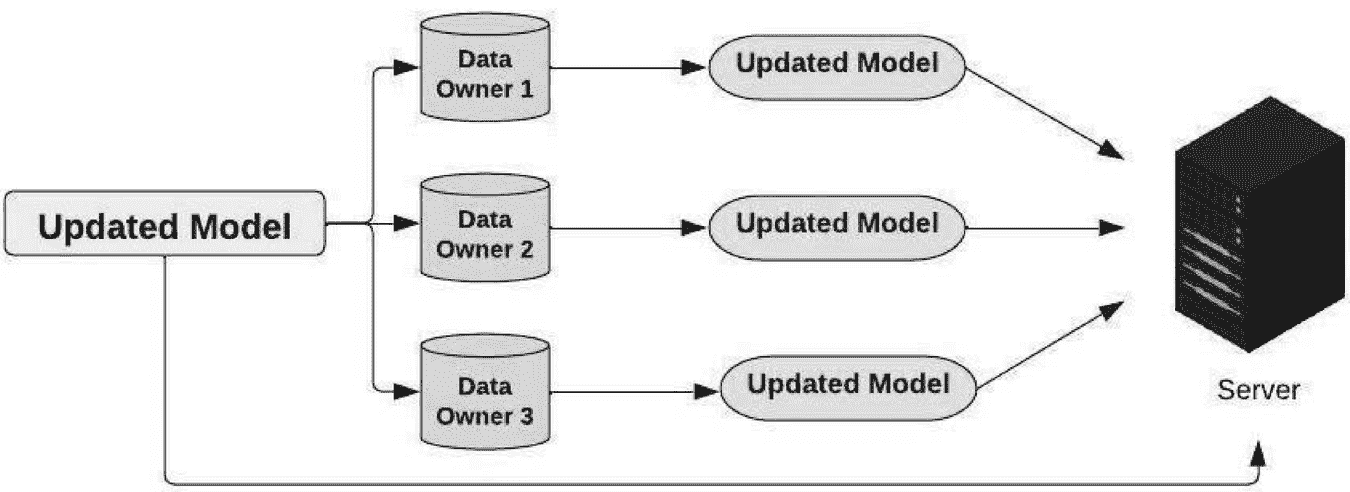 Data
Owner 1
Updated Model
Updated Model
Data
Owner 2
Updated Model
Data
Owner 3
Updated Model
Server